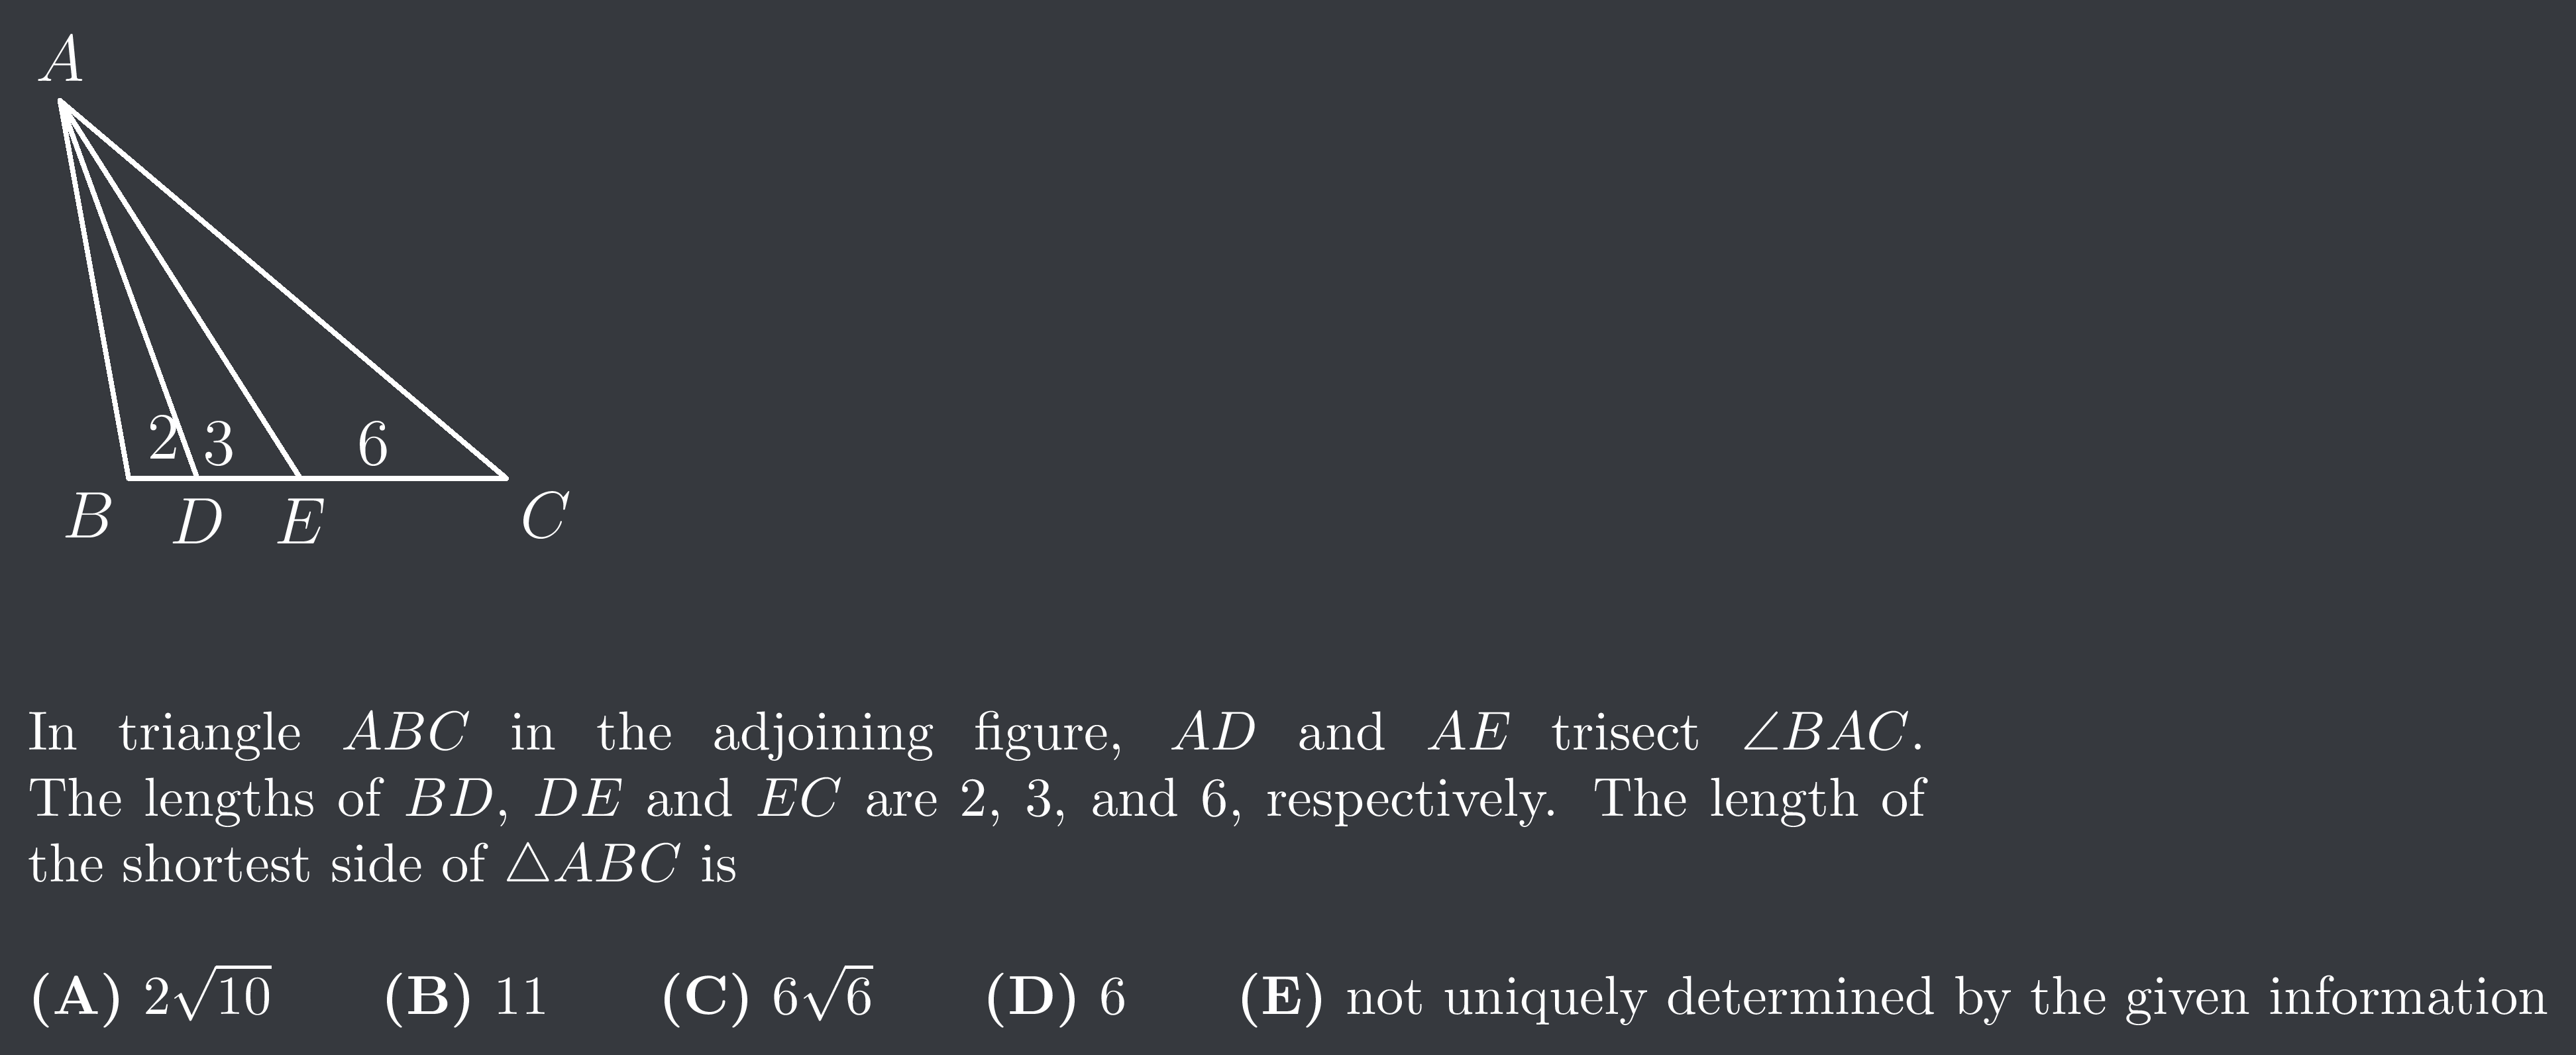 A
2 3 6
B D E C
In triangle $ABC$ in the adjoining figure, $AD$ and $AE$ trisect $\angle BAC$.
The lengths of $BD$, $DE$ and $EC$ are 2, 3, and 6, respectively. The length of
the shortest side of $\triangle ABC$ is
(A) $2\sqrt{10}$ (B) 11 (C) $6\sqrt{6}$ (D) 6 (E) not uniquely determined by the given information